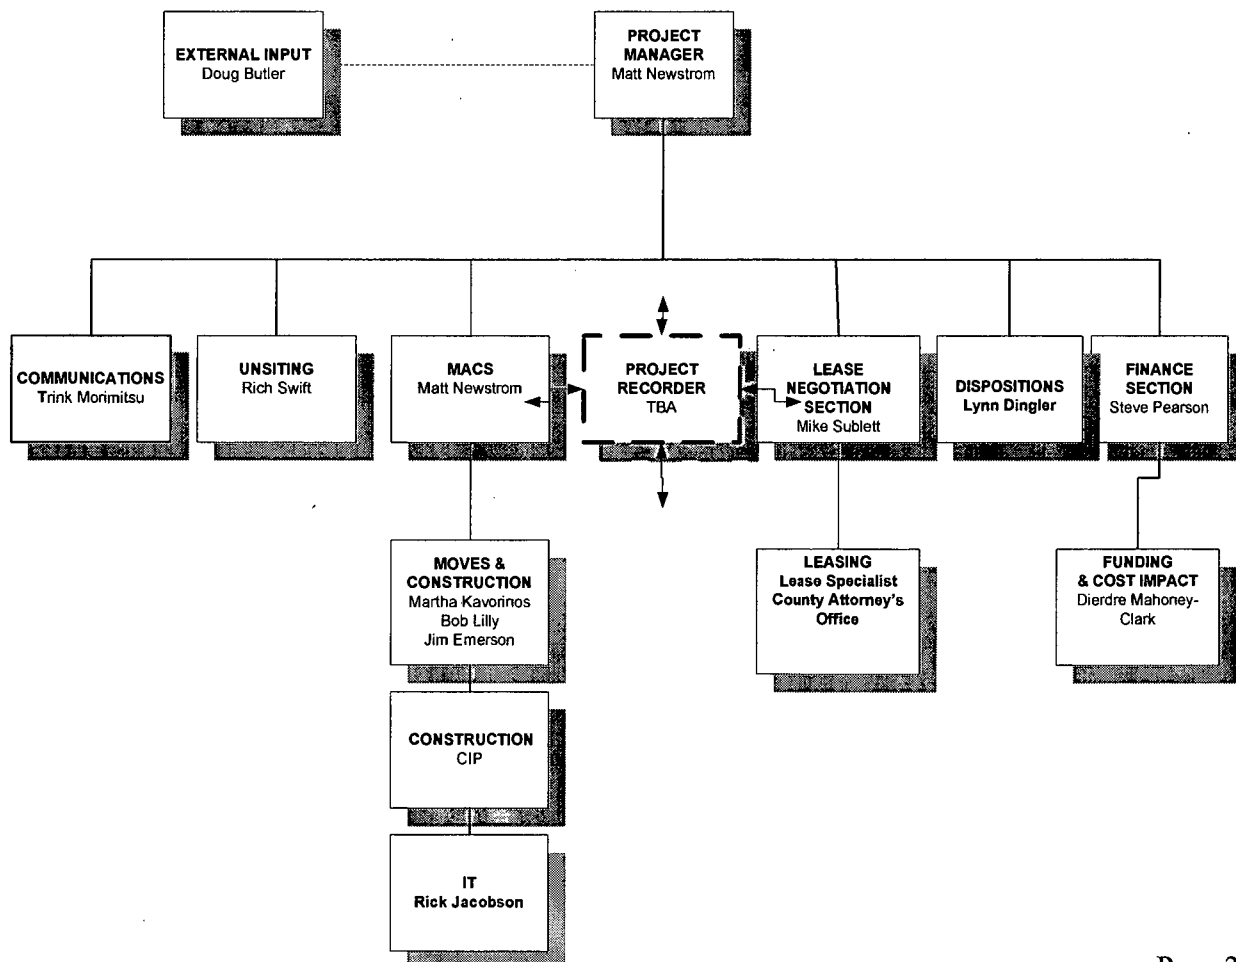 EXTERNAL INPUT
Doug Butler
PROJECT
MANAGER
Matt Newstrom
COMMUNICATIONS
Trink Morimitsu
UNSITING
Rich Swift
MACS
Matt Newstrom
PROJECT
RECORDER
TBA
LEASE
NEGOTIATION
SECTION
Mike Sublett
DISPOSITIONS
Lynn Dingler
FINANCE
SECTION
Steve Pearson
MOVES &
CONSTRUCTION
Martha Kavorinos
Bob Lilly
Jim Emerson
LEASING
Lease Specialist
County Attorney's
Office
FUNDING
& COST IMPACT
Dierdre Mahoney-
Clark
CONSTRUCTION
CIP
IT
Rick Jacobson